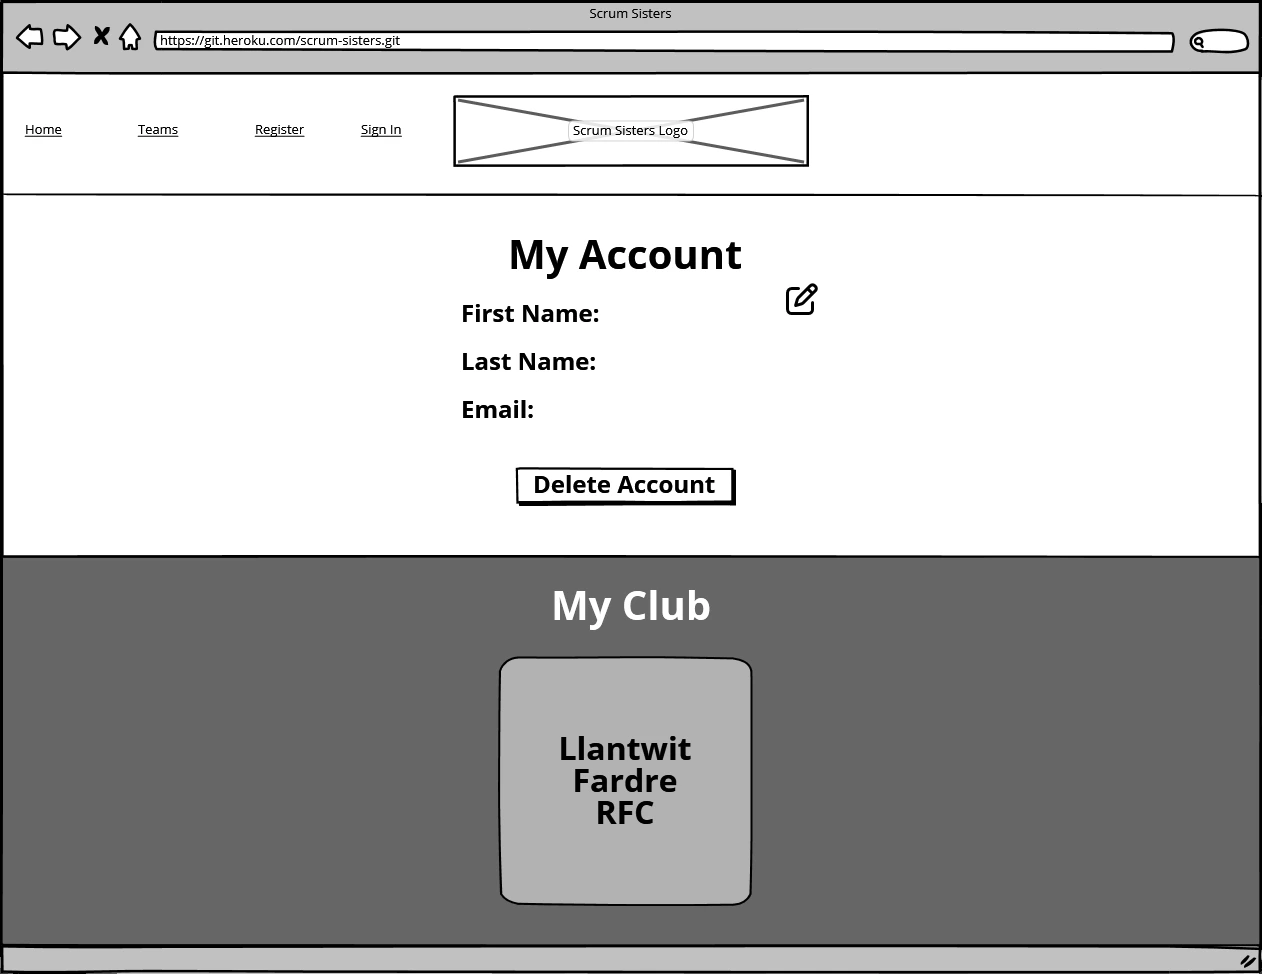 Scrum Sisters
https://git.heroku.com/scrum-sisters.git
Home Teams Register Sign In Scrum Sisters Logo
My Account
First Name:
Last Name:
Email:
Delete Account
My Club
Llantwit
Fardre
RFC